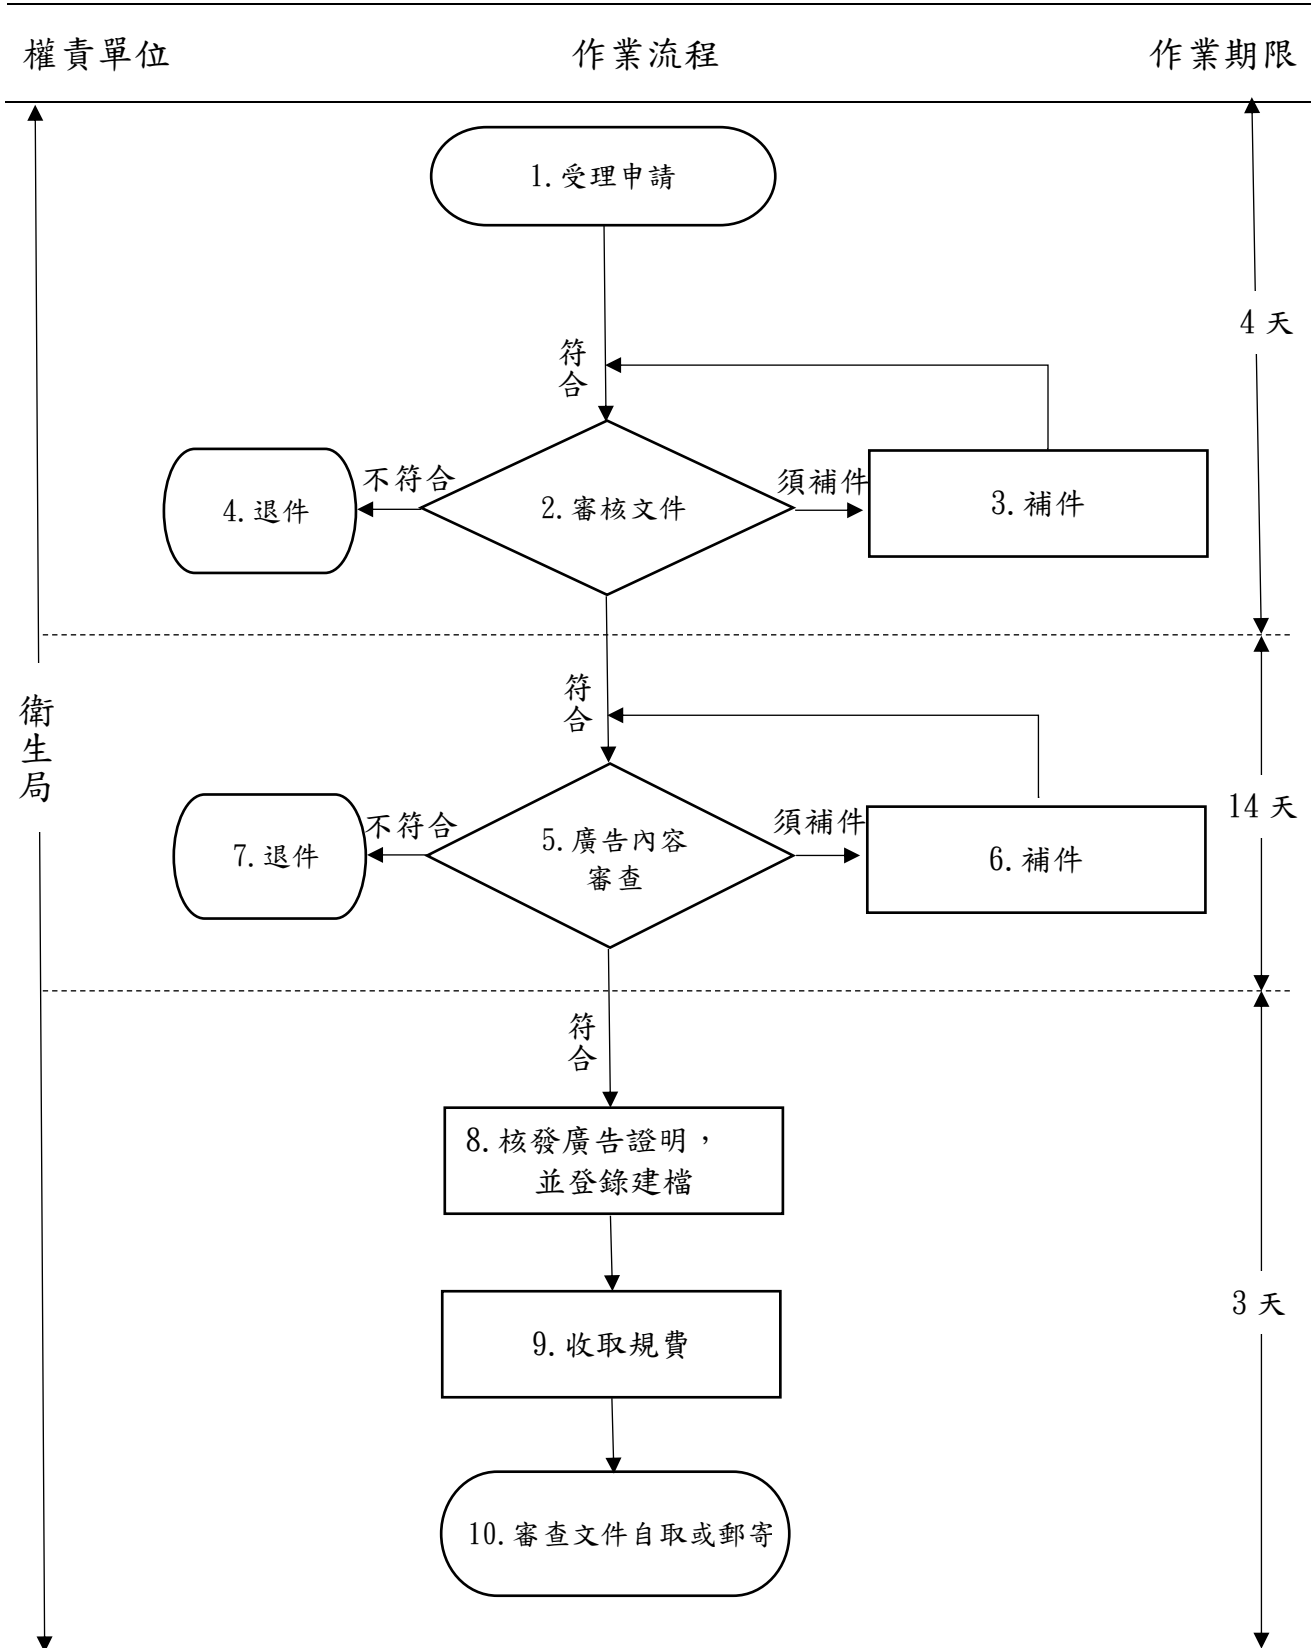 權責單位 作業流程 作業期限
1.受理申請
4天
符合
不符合
須補件
4.退件
2.審核文件
3.補件
符合
衛生局
14天
不符合
須補件
7.退件
5.廣告內容
審查
6.補件
符合
8.核發廣告證明，
並登錄建檔
3天
9.收取規費
10.審查文件自取或郵寄